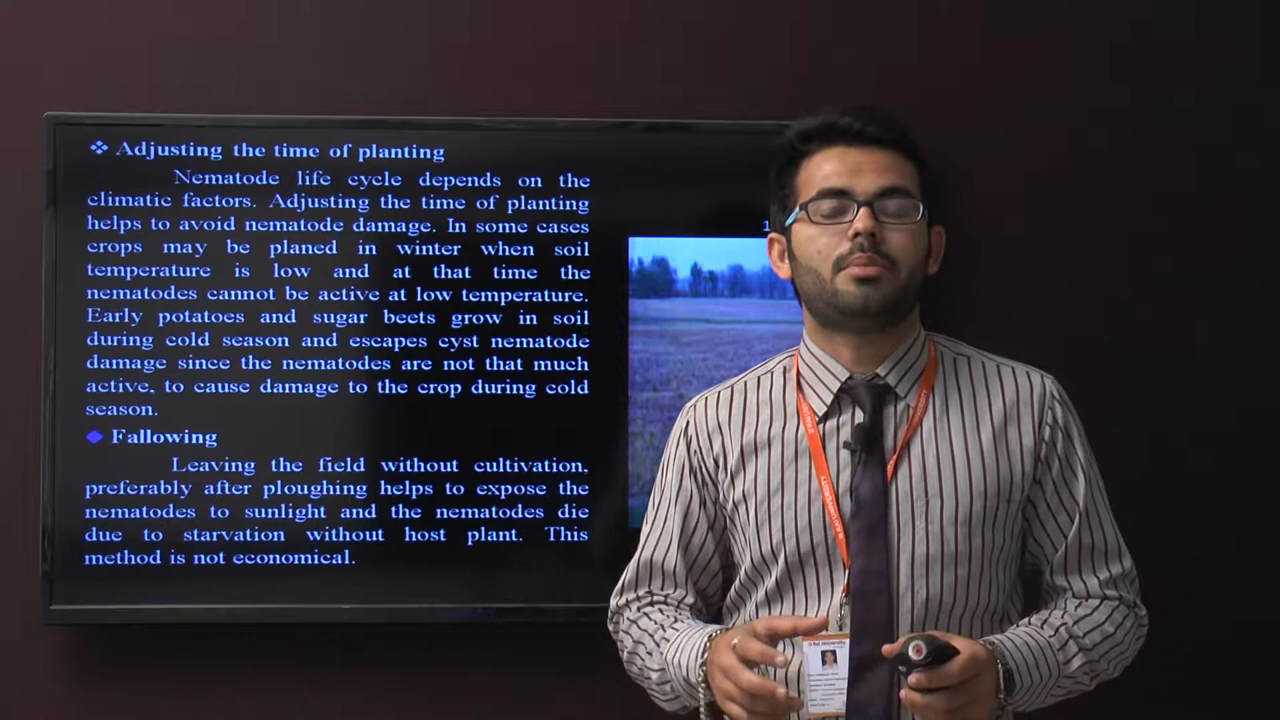 ❖ Adjusting the time of planting
Nematode life cycle depends on the
climatic factors. Adjusting the time of planting
helps to avoid nematode damage. In some cases
crops may be planed in winter when soil
temperature is low and at that time the
nematodes cannot be active at low temperature.
Early potatoes and sugar beets grow in soil
during cold season and escapes cyst nematode
damage since the nematodes are not that much
active, to cause damage to the crop during cold
season.
◆ Fallowing
Leaving the field without cultivation,
preferably after ploughing helps to expose the
nematodes to sunlight and the nematodes die
due to starvation without host plant. This
method is not economical.
1
RAI UNIVERSITY
Rai University